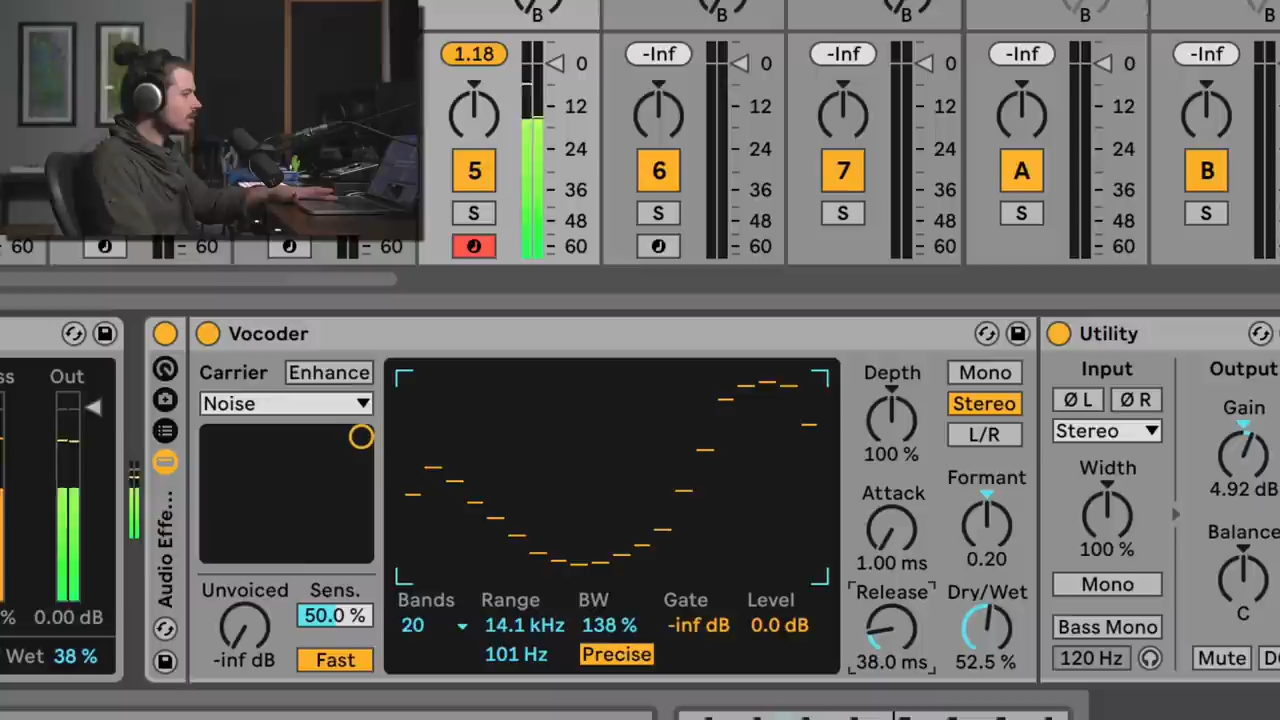 B
B
B
B
B
1.18
0
-Inf
0
-Inf
0
-Inf
0
-Inf
12
12
12
12
5
24
6
24
7
24
A
24
B
36
36
36
36
S
48
S
48
S
48
S
48
S
60
60
60
60
60
60
60
ss
Out
0.00 dB
%
Wet 38 %
Audio Effe...
Vocoder
Carrier
Enhance
Noise
Unvoiced
Sens.
50.0 %
-inf dB
Fast
Bands
Range
BW
Gate
Level
20
14.1 kHz
138 %
-inf dB
0.0 dB
101 Hz
Precise
Depth
100 %
Mono
Stereo
L/R
Attack
1.00 ms
Formant
0.20
Release
38.0 ms
Dry/Wet
52.5 %
Utility
Input
Ø L
Ø R
Stereo
Width
100 %
Mono
Bass Mono
120 Hz
Output
Gain
4.92 dB
Balance
C
Mute